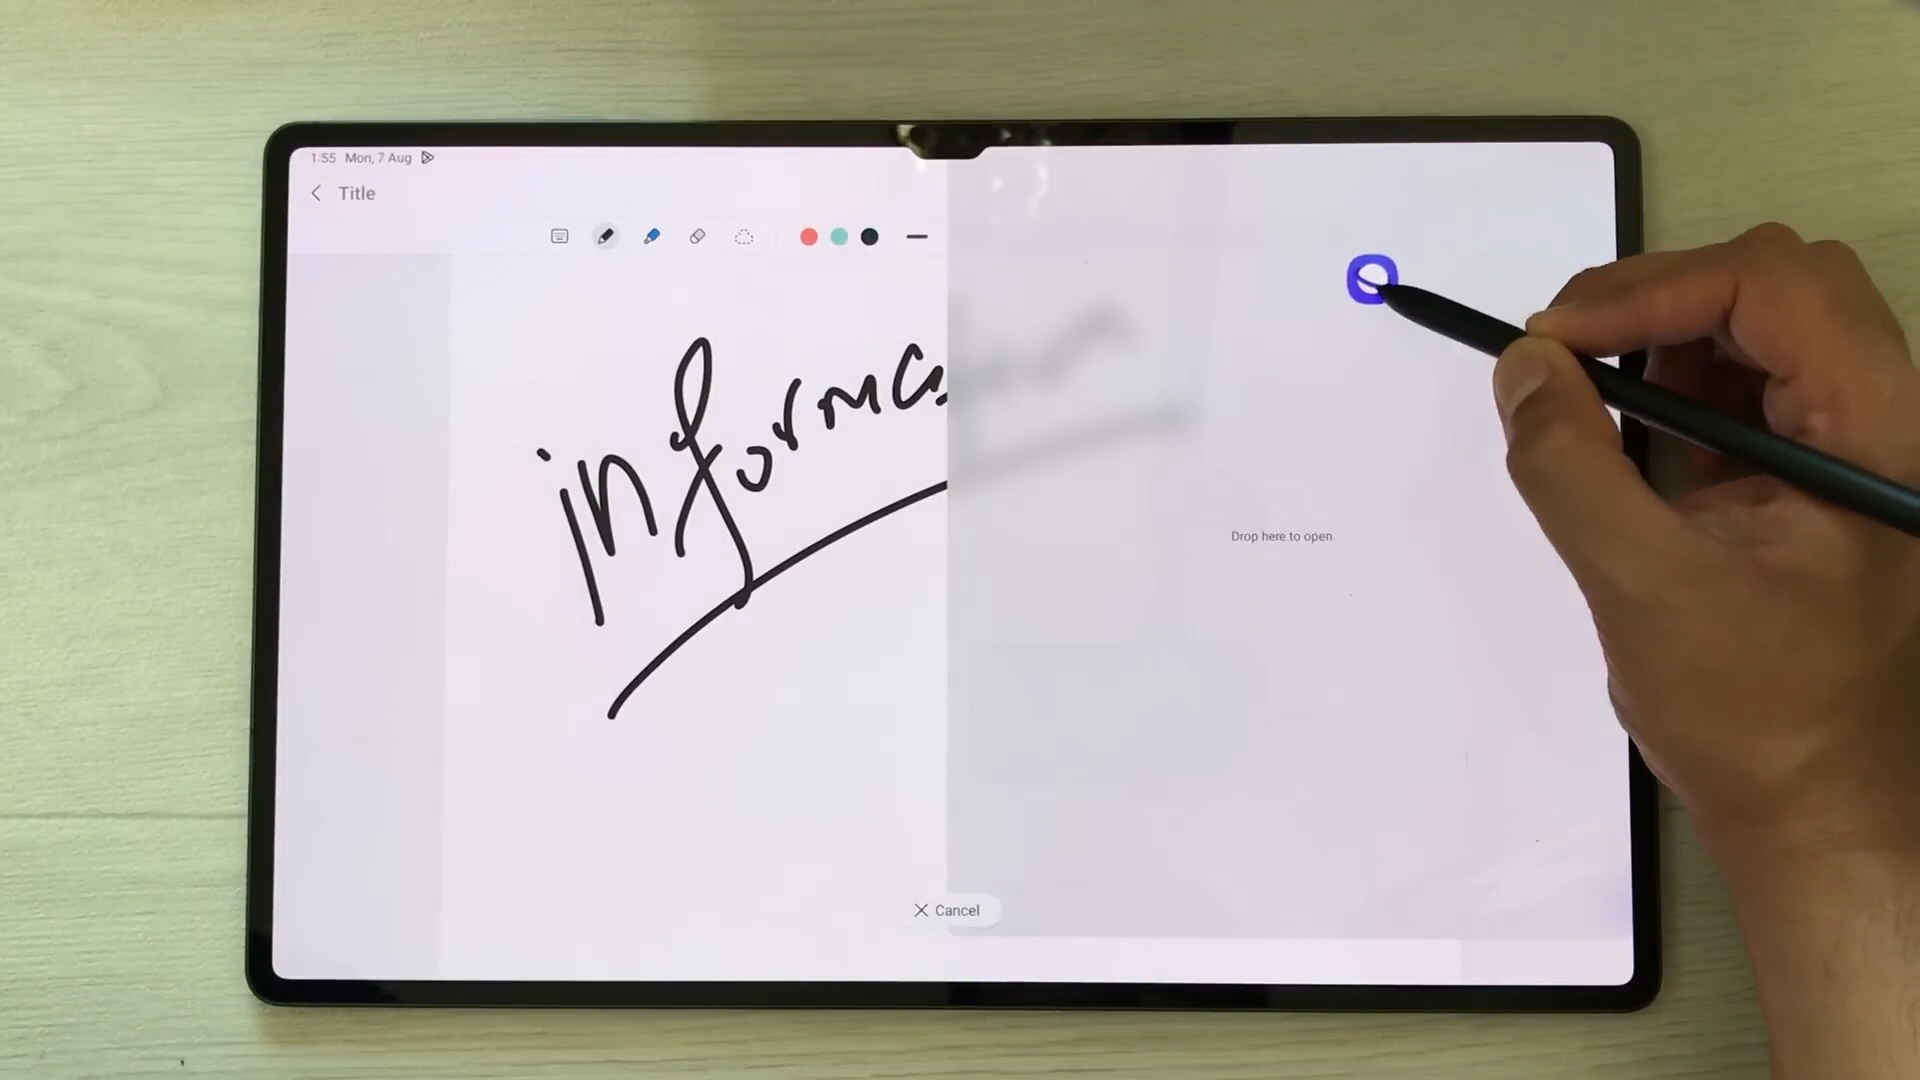 1:55 Mon, 7 Aug
Title
informa
Drop here to open
Cancel